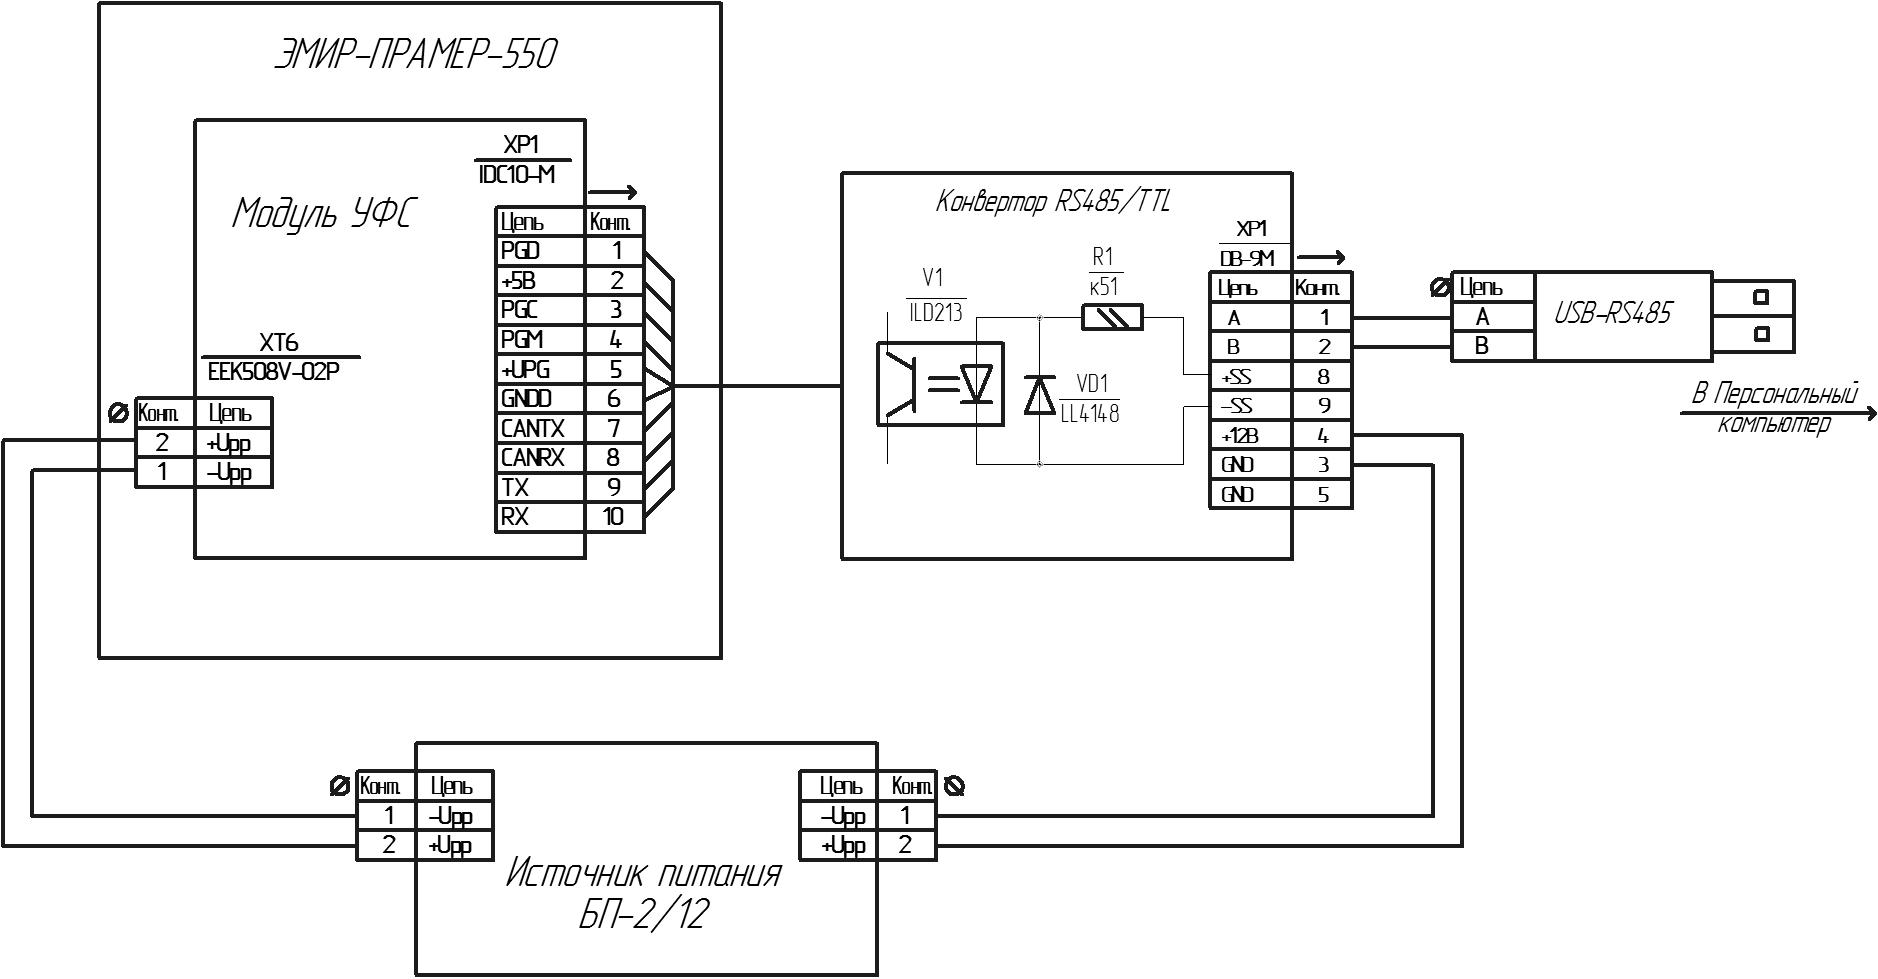 ЭМИР-ПРАМЕР-550
Модуль УФС
XP1
IDC10-M
Цепь Конт.
PGD 1
+5В 2
PGC 3
PGM 4
+UPG 5
GNDD 6
CANTX 7
CANRX 8
TX 9
RX 10
XT6
EEK508V-02P
Конт. Цепь
2 +Upp
1 -Upp
Конвертор RS485/TTL
V1
ILD213
R1
к51
VD1
LL4148
XP1
DB-9M
Цепь Конт.
A 1
B 2
+SS 8
-SS 9
+12В 4
GND 3
GND 5
Цепь
A
B
USB-RS485
В Персональный
компьютер
Конт. Цепь
1 -Upp
2 +Upp
Цепь Конт.
-Upp 1
+Upp 2
Источник питания
БП-2/12